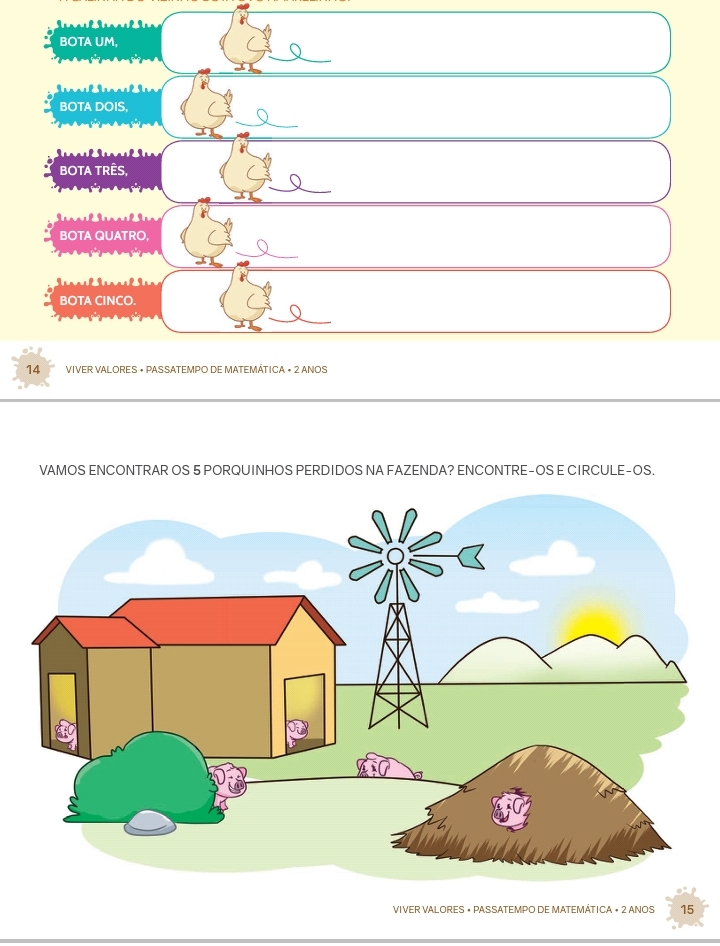 BOTA UM,
BOTA DOIS,
BOTA TRÊS,
BOTA QUATRO,
BOTA CINCO.
14 VIVER VALORES • PASSATEMPO DE MATEMÁTICA • 2 ANOS
VAMOS ENCONTRAR OS 5 PORQUINHOS PERDIDOS NA FAZENDA? ENCONTRE-OS E CIRCULE-OS.
VIVER VALORES • PASSATEMPO DE MATEMÁTICA • 2 ANOS 15